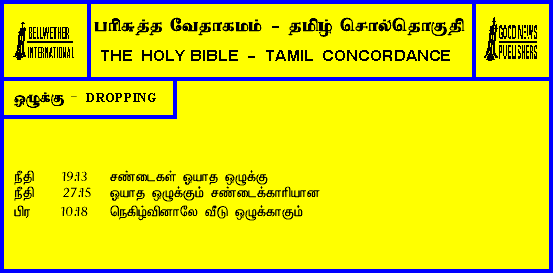 BELLWETHER
INTERNATIONAL
பரிசுத்த வேதாகமம் - தமிழ் சொல்தொகுதி
THE HOLY BIBLE - TAMIL CONCORDANCE
GOOD NEWS
PUBLISHERS
ஒழுக்கு - DROPPING
நீதி 19:13 சண்டைகள் ஓயாத ஒழுக்கு
நீதி 27:15 ஓயாத ஒழுக்கும் சண்டைக்காரியான
பிர 10:18 நெகிழ்வினாலே வீடு ஒழுக்காகும்